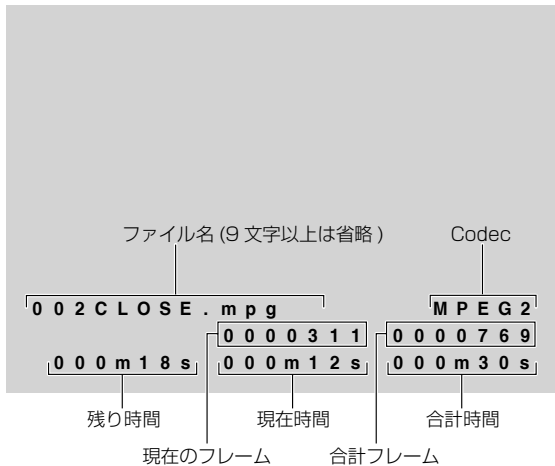 ファイル名(9 文字以上は省略) Codec
002CLOSE.mpg MPEG2
0000311 0000769
000m18s 000m12s 000m30s
残り時間 現在時間 合計時間
現在のフレーム 合計フレーム